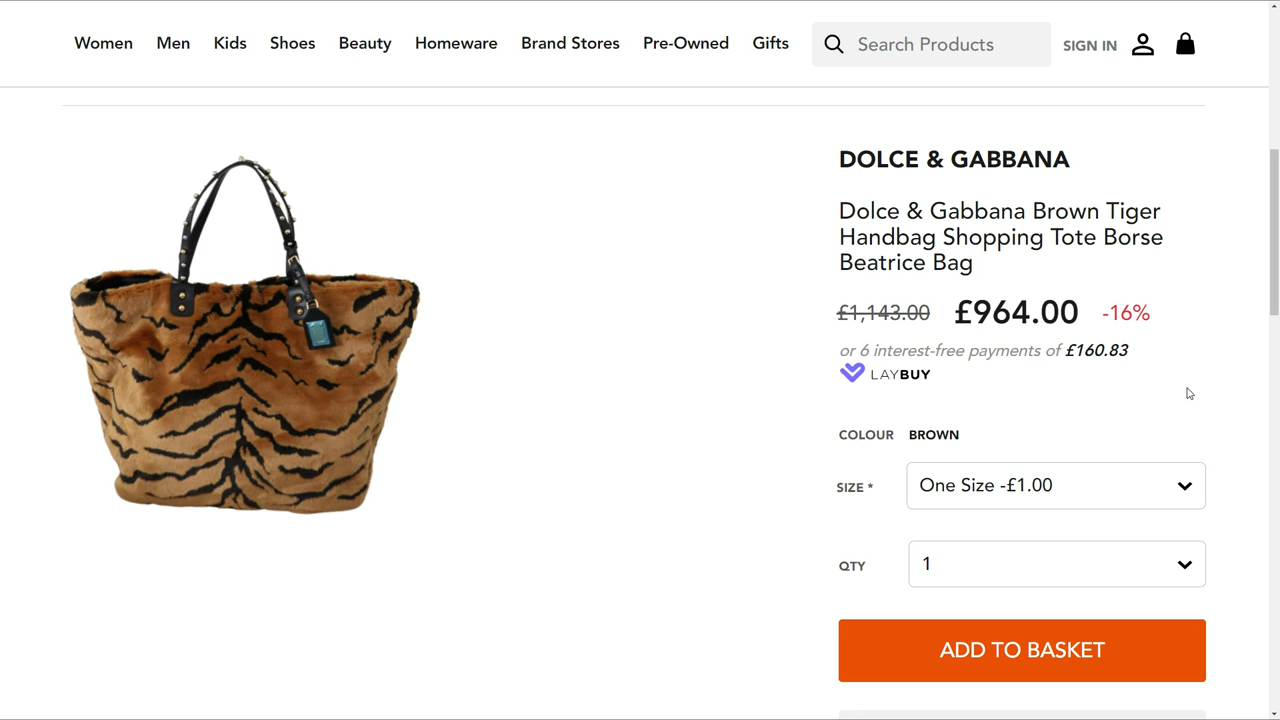 Women Men Kids Shoes Beauty Homeware Brand Stores Pre-Owned Gifts Search Products SIGN IN
DOLCE & GABBANA
Dolce & Gabbana Brown Tiger
Handbag Shopping Tote Borse
Beatrice Bag
£1,143.00 £964.00 -16%
or 6 interest-free payments of £160.83
LAYBUY
COLOUR BROWN
SIZE * One Size -£1.00
QTY 1
ADD TO BASKET